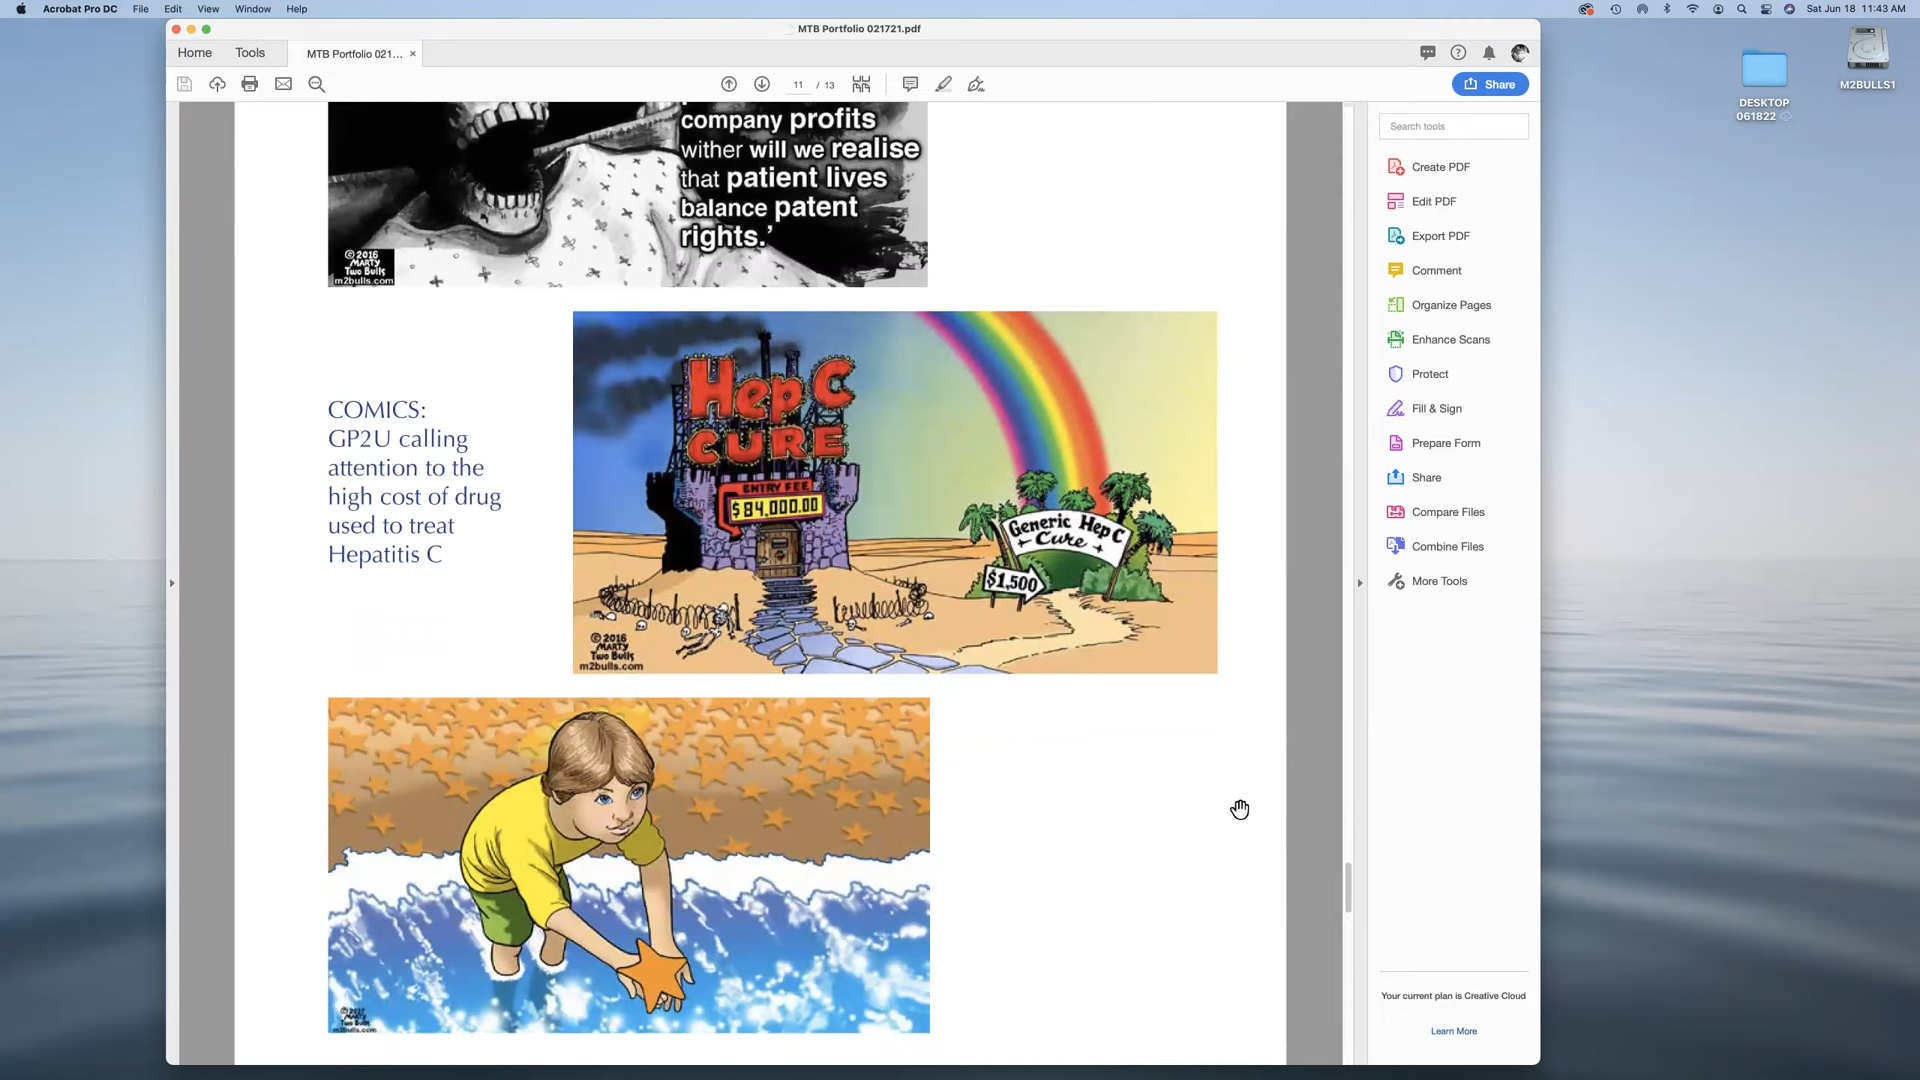 Acrobat Pro DC File Edit View Window Help
Sat Jun 18 11:43 AM
MTB Portfolio 021721.pdf
Home Tools MTB Portfolio 021... ×
11 / 13
Share
company profits
wither will we realise
that patient lives
balance patent
rights.'
© 2016
MARTY
Two Bulls
m2bulls.com
COMICS:
GP2U calling
attention to the
high cost of drug
used to treat
Hepatitis C
Hep C
CURE
ENTRY FEE
$84,000.00
Generic Hep C
Cure
$1,500
© 2016
MARTY
Two Bulls
m2bulls.com
MARTY
Two Bulls
m2bulls.com
Search tools
Create PDF
Edit PDF
Export PDF
Comment
Organize Pages
Enhance Scans
Protect
Fill & Sign
Prepare Form
Share
Compare Files
Combine Files
More Tools
Your current plan is Creative Cloud
Learn More
DESKTOP
061822
M2BULLS1